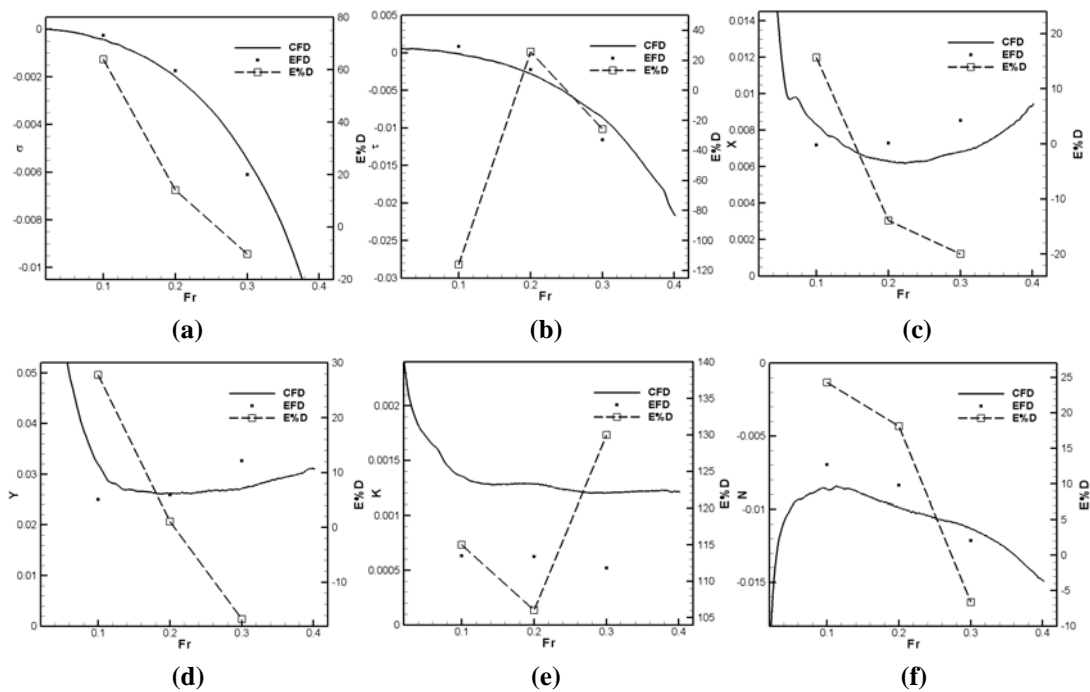 0
-0.002
-0.004
-0.006
-0.008
-0.01
σ
0.1 0.2 0.3 0.4
Fr
80
60
40
20
0
-20
E%D
CFD
EFD
E%D
(a)
0.005
0
-0.005
-0.01
-0.015
-0.02
-0.025
-0.03
τ
0.1 0.2 0.3 0.4
Fr
40
20
0
-20
-40
-60
-80
-100
-120
E%D
CFD
EFD
E%D
(b)
0.014
0.012
0.01
0.008
0.006
0.004
0.002
0
X
0.1 0.2 0.3 0.4
Fr
20
10
0
-10
-20
E%D
CFD
EFD
E%D
(c)
0.05
0.04
0.03
0.02
0.01
0
Y
0.1 0.2 0.3 0.4
Fr
30
20
10
0
-10
E%D
CFD
EFD
E%D
(d)
0.002
0.0015
0.001
0.0005
0
K
0.1 0.2 0.3 0.4
Fr
140
135
130
125
120
115
110
105
E%D
CFD
EFD
E%D
(e)
0
-0.005
-0.01
-0.015
N
0.1 0.2 0.3 0.4
Fr
25
20
15
10
5
0
-5
-10
E%D
CFD
EFD
E%D
(f)